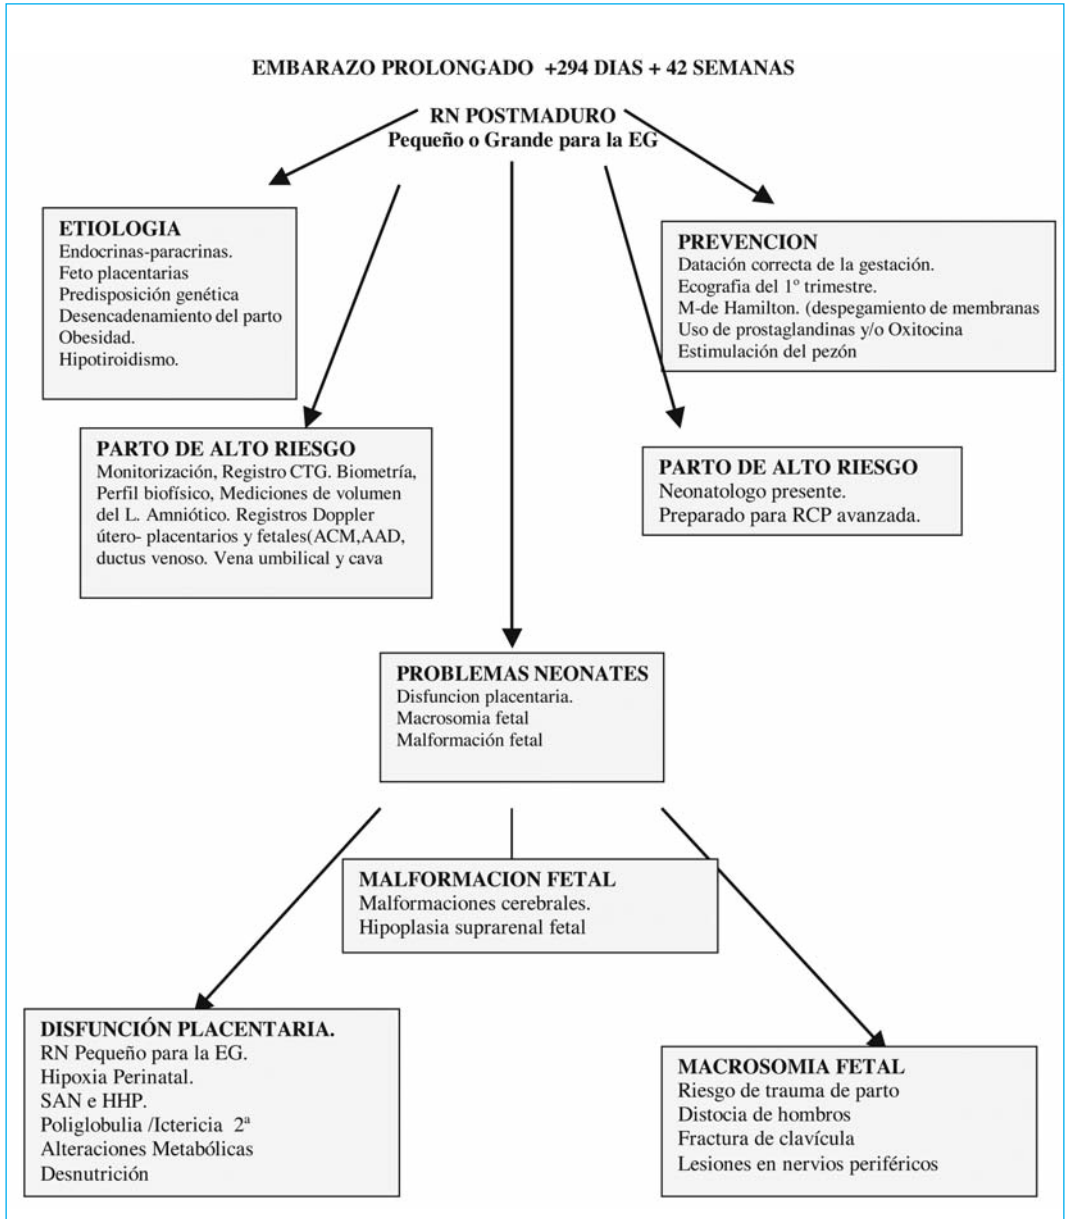 EMBARAZO PROLONGADO +294 DIAS + 42 SEMANAS
RN POSTMADURO
Pequeño o Grande para la EG
ETIOLOGIA
Endocrinas-paracrinas.
Feto placentarias
Predisposición genética
Desencadenamiento del parto
Obesidad.
Hipotiroidismo.
PREVENCION
Datación correcta de la gestación.
Ecografia del 1º trimestre.
M-de Hamilton. (despegamiento de membranas
Uso de prostaglandinas y/o Oxitocina
Estimulación del pezón
PARTO DE ALTO RIESGO
Monitorización, Registro CTG. Biometría,
Perfil biofísico, Mediciones de volumen
del L. Amniótico. Registros Doppler
útero- placentarios y fetales(ACM,AAD,
ductus venoso. Vena umbilical y cava
PARTO DE ALTO RIESGO
Neonatologo presente.
Preparado para RCP avanzada.
PROBLEMAS NEONATES
Disfuncion placentaria.
Macrosomia fetal
Malformación fetal
MALFORMACION FETAL
Malformaciones cerebrales.
Hipoplasia suprarenal fetal
DISFUNCIÓN PLACENTARIA.
RN Pequeño para la EG.
Hipoxia Perinatal.
SAN e HHP.
Poliglobulia /Ictericia 2ª
Alteraciones Metabólicas
Desnutrición
MACROSOMIA FETAL
Riesgo de trauma de parto
Distocia de hombros
Fractura de clavícula
Lesiones en nervios periféricos